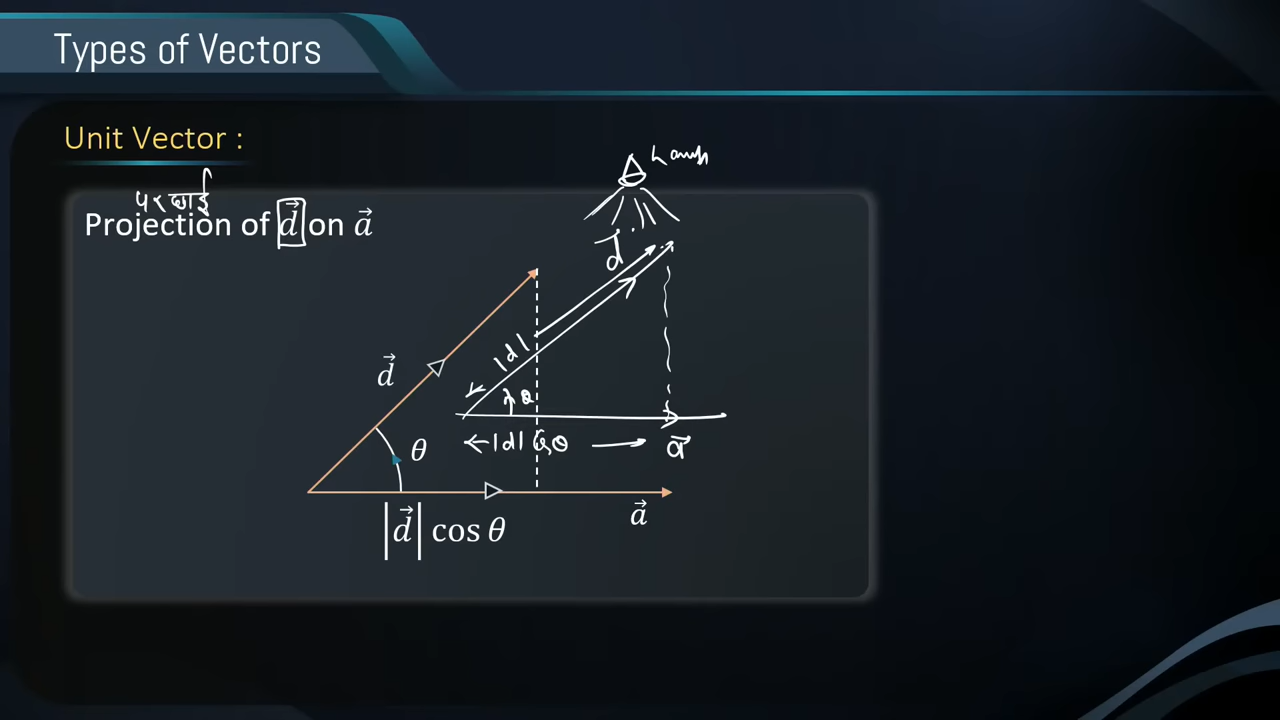 Types of Vectors
Unit Vector :
परछाई
Projection of d⃗ on a⃗
Lamp
d⃗
|d|
d⃗
θ
θ
|d| cosθ
a⃗
a⃗
|d⃗| cos θ